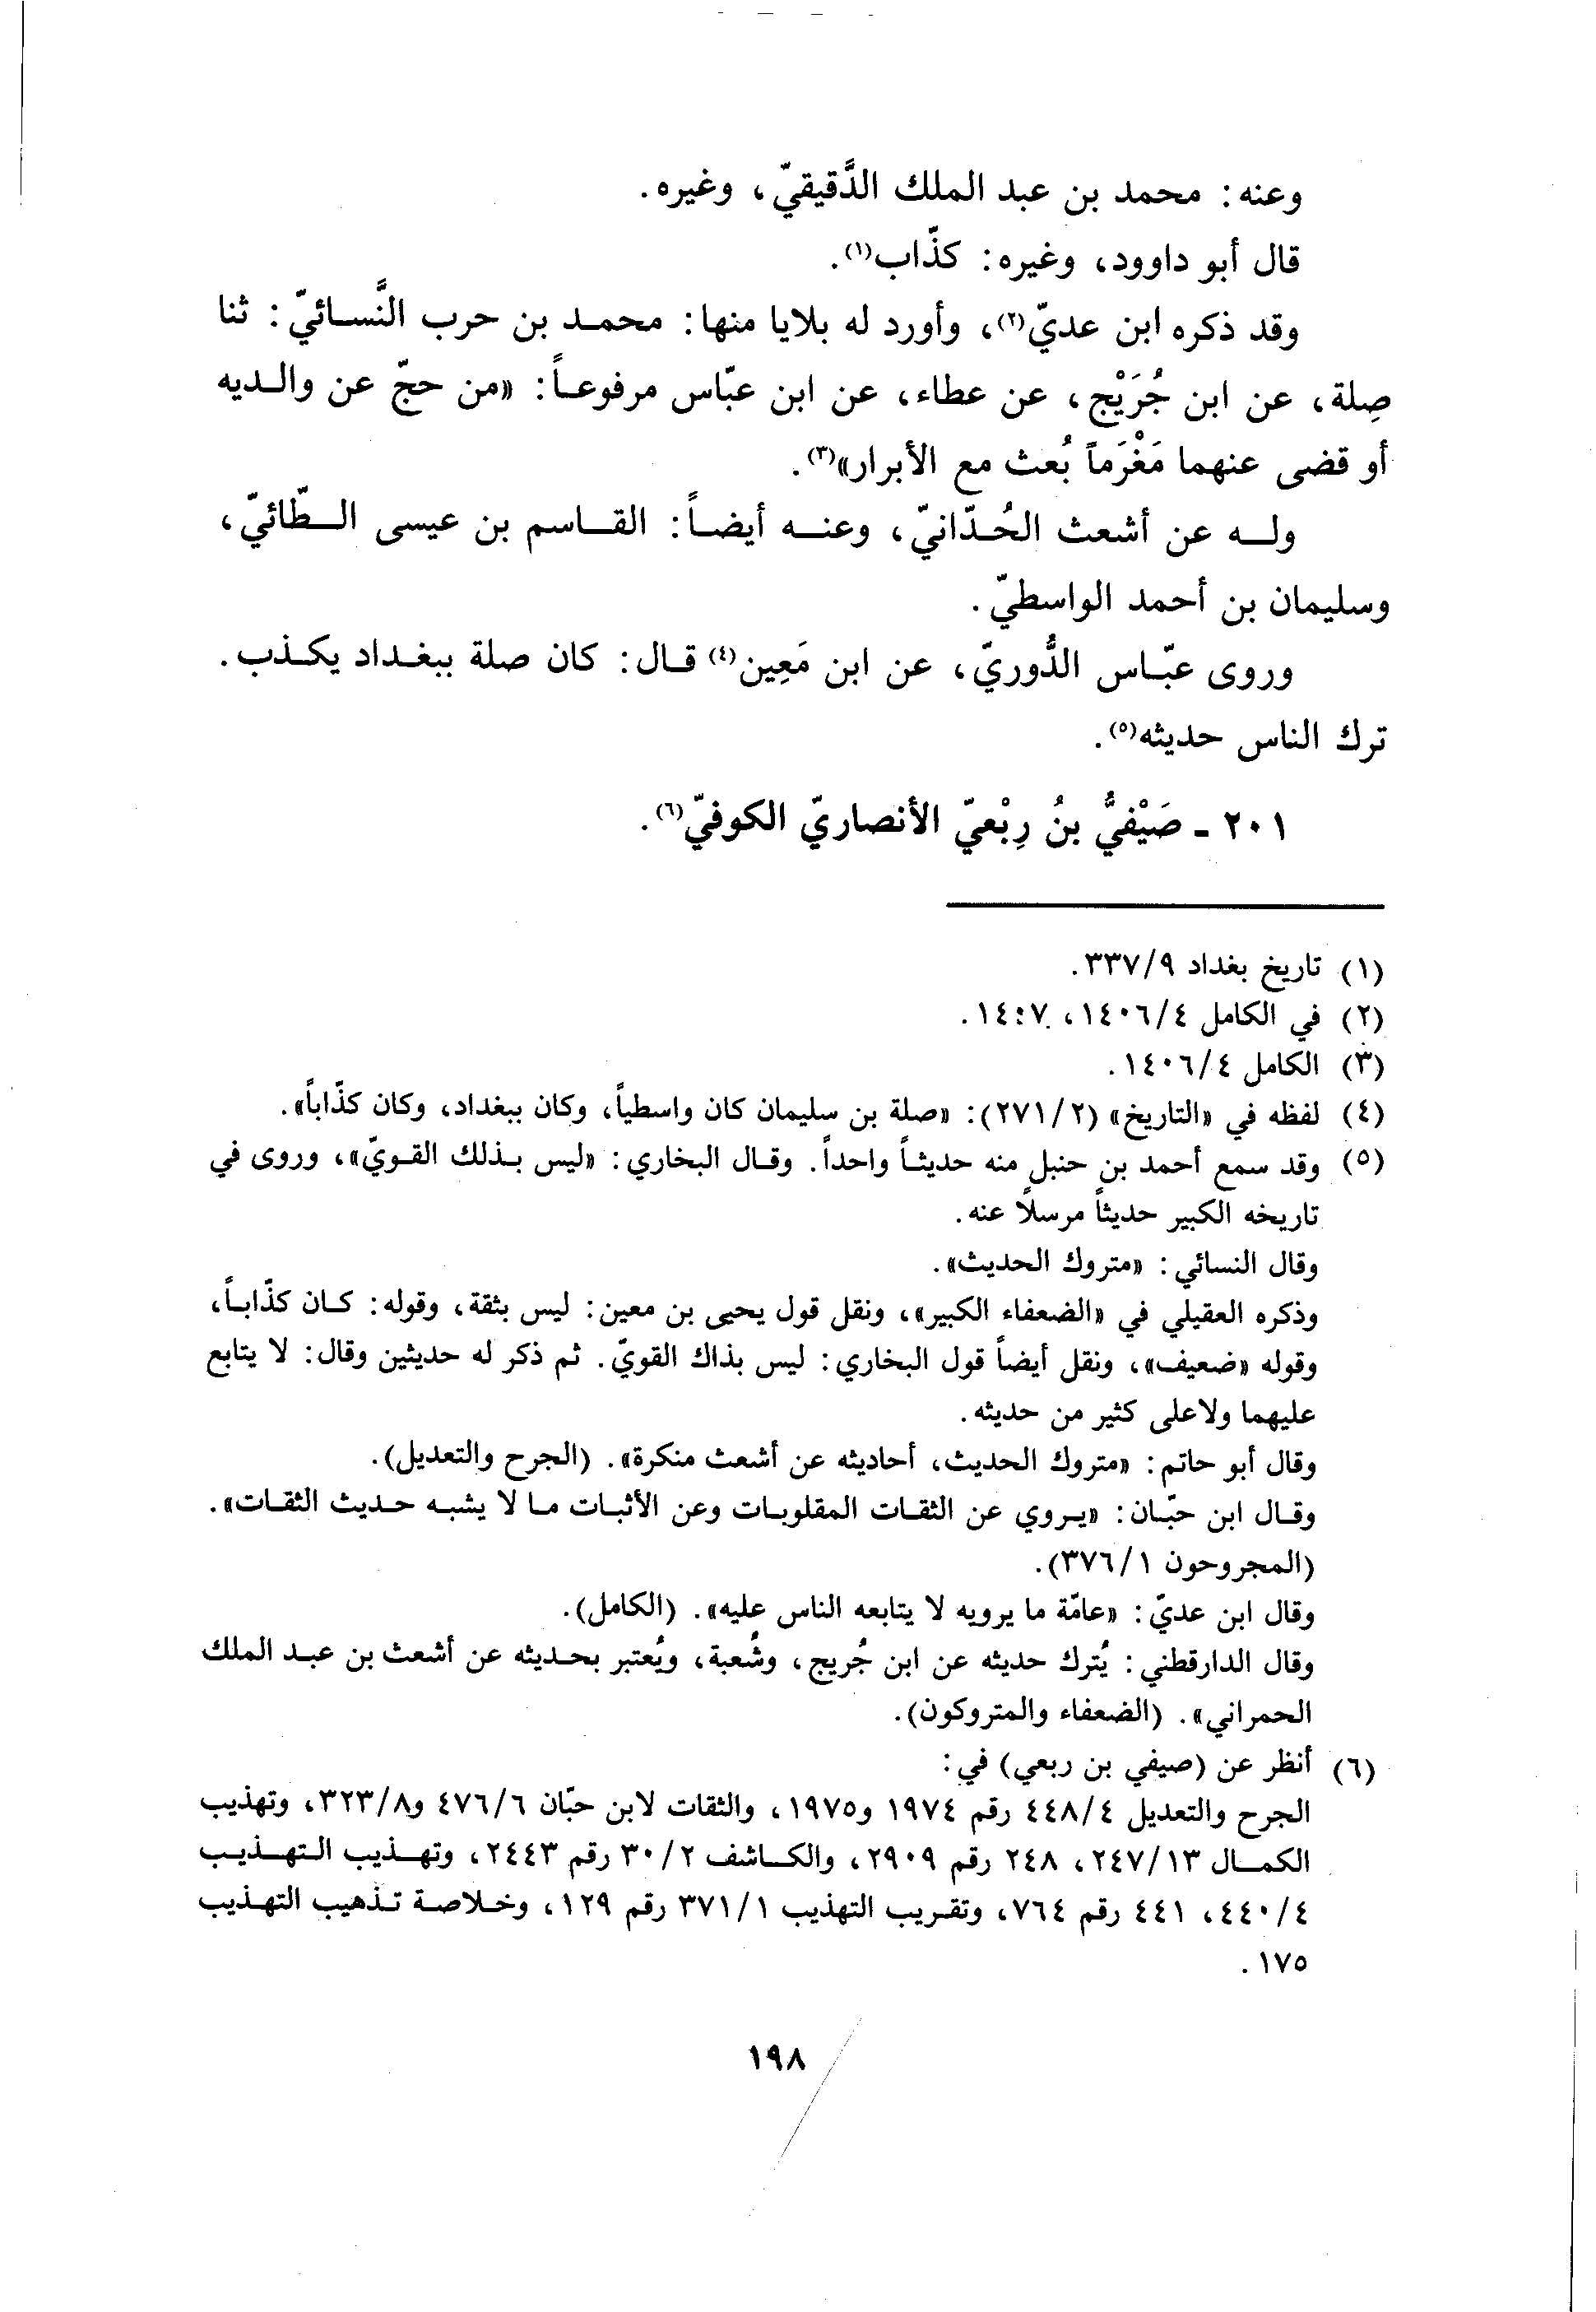 وعنه: محمد بن عبد الملك الدَّقيقيّ، وغيره.
قال أبو داوود، وغيره: كذّاب(١).
وقد ذكره ابن عديّ(٢)، وأورد له بلايا منها: محمد بن حرب النَّسائيّ: ثنا
صِلة، عن ابن جُرَيْج، عن عطاء، عن ابن عبّاس مرفوعاً: «من حجّ عن والديه
أو قضى عنهما مَغْرَماً بُعث مع الأبرار»(٣).
وله عن أشعث الحُدّانيّ، وعنه أيضاً: القاسم بن عيسى الطّائيّ،
وسليمان بن أحمد الواسطيّ.
وروى عبّاس الدُّوريّ، عن ابن مَعِين(٤) قال: كان صلة ببغداد يكذب.
ترك الناس حديثه(٥).
٢٠١ - صَيْفيُّ بنُ رِبْعيّ الأنصاريّ الكوفيّ(٦).
(١) تاريخ بغداد ٣٣٧/٩.
(٢) في الكامل ١٤٠٦/٤، ١٤٠٧.
(٣) الكامل ١٤٠٦/٤.
(٤) لفظه في «التاريخ» (٢٧١/٢): «صلة بن سليمان كان واسطياً، وكان ببغداد، وكان كذّاباً».
(٥) وقد سمع أحمد بن حنبل منه حديثاً واحداً. وقال البخاري: «ليس بذلك القويّ»، وروى في
تاريخه الكبير حديثاً مرسلاً عنه.
وقال النسائي: «متروك الحديث».
وذكره العقيلي في «الضعفاء الكبير»، ونقل قول يحيى بن معين: ليس بثقة، وقوله: كان كذّاباً،
وقوله «ضعيف»، ونقل أيضاً قول البخاري: ليس بذاك القويّ. ثم ذكر له حديثين وقال: لا يتابع
عليهما ولاعلى كثير من حديثه.
وقال أبو حاتم: «متروك الحديث، أحاديثه عن أشعث منكرة». (الجرح والتعديل).
وقال ابن حبّان: «يروي عن الثقات المقلوبات وعن الأثبات ما لا يشبه حديث الثقات».
(المجروحون ٣٧٦/١).
وقال ابن عديّ: «عامّة ما يرويه لا يتابعه الناس عليه». (الكامل).
وقال الدارقطني: يُترك حديثه عن ابن جُريج، وشُعبة، ويُعتبر بحديثه عن أشعث بن عبد الملك
الحمراني». (الضعفاء والمتروكون).
(٦) أنظر عن (صيفي بن ربعي) في:
الجرح والتعديل ٤٤٨/٤ رقم ١٩٧٤ و١٩٧٥، والثقات لابن حبّان ٤٧٦/٦ و٣٢٣/٨، وتهذيب
الكمال ٢٤٧/١٣، ٢٤٨ رقم ٢٩٠٩، والكاشف ٣٠/٢ رقم ٢٤٤٣، وتهذيب التهذيب
٤٤٠/٤، ٤٤١ رقم ٧٦٤، وتقريب التهذيب ٣٧١/١ رقم ١٢٩، وخلاصة تذهيب التهذيب
١٧٥.
١٩٨